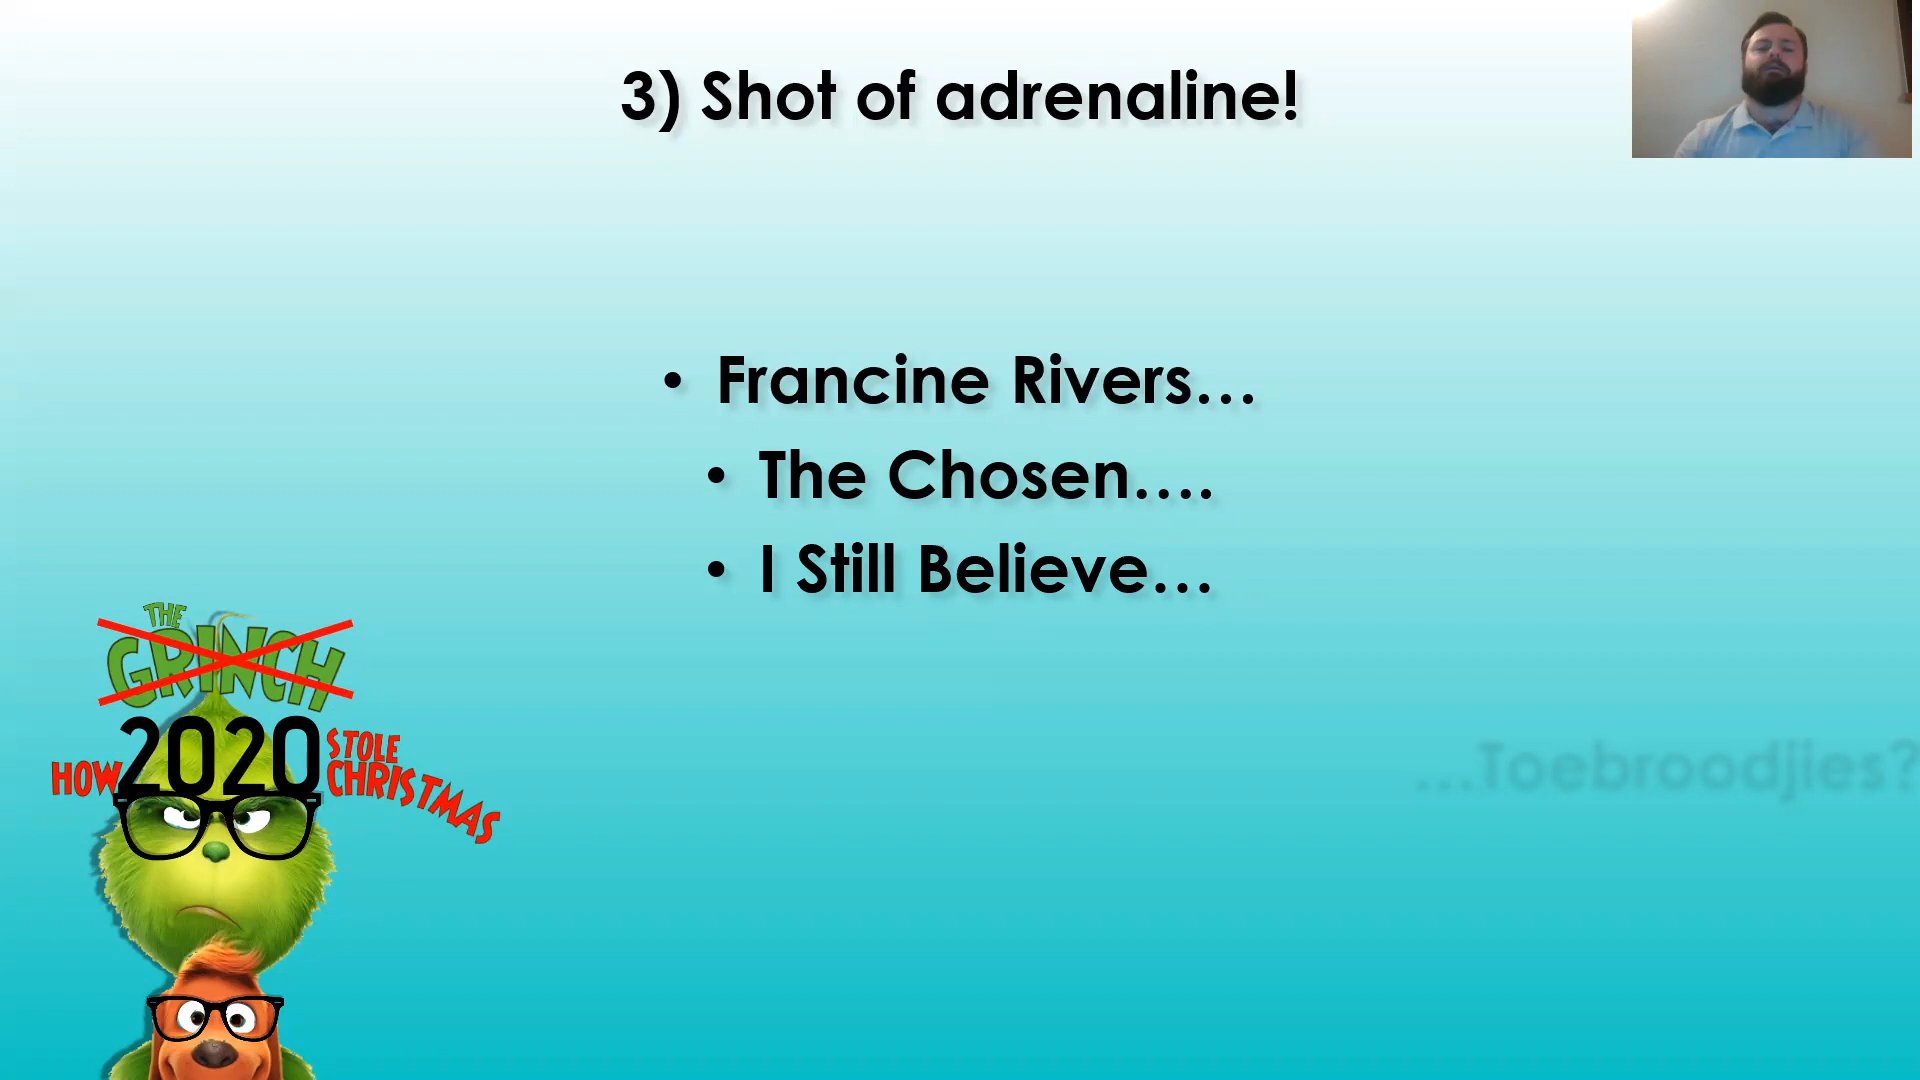 3) Shot of adrenaline!
• Francine Rivers...
• The Chosen....
• I Still Believe...
...Toebroodjies?
THE
GRINCH
HOW 2020 STOLE
CHRISTMAS